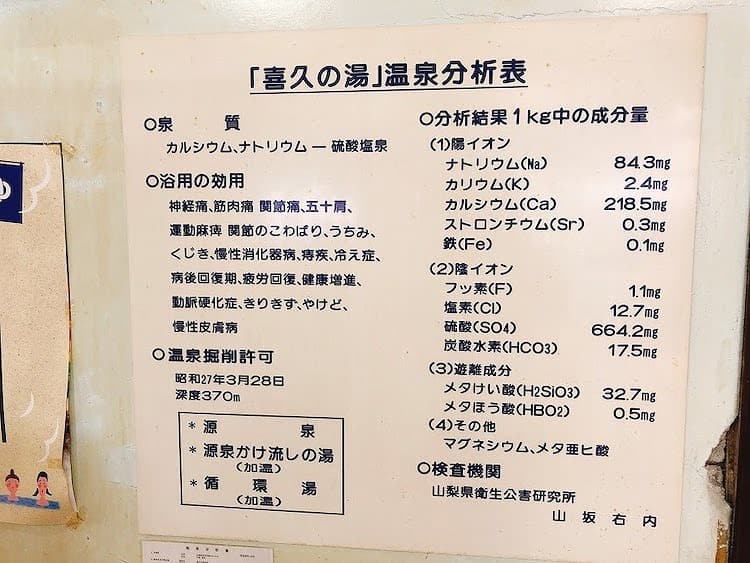 「喜久の湯」温泉分析表
○泉 質
カルシウム、ナトリウム ー 硫酸塩泉
○浴用の効用
神経痛、筋肉痛 関節痛、五十肩、
運動麻痺 関節のこわばり、うちみ、
くじき、慢性消化器病、痔疾、冷え症、
病後回復期、疲労回復、健康増進、
動脈硬化症、きりきず、やけど、
慢性皮膚病
○温泉掘削許可
昭和27年3月28日
深度370m
* 源 泉
* 源泉かけ流しの湯
(加温)
* 循 環 湯
(加温)
○分析結果1kg中の成分量
(1)陽イオン
ナトリウム(Na) 84.3mg
カリウム(K) 2.4mg
カルシウム(Ca) 218.5mg
ストロンチウム(Sr) 0.3mg
鉄(Fe) 0.1mg
(2)陰イオン
フッ素(F) 1.1mg
塩素(Cl) 12.7mg
硫酸(SO4) 664.2mg
炭酸水素(HCO3) 17.5mg
(3)遊離成分
メタけい酸(H2SiO3) 32.7mg
メタほう酸(HBO2) 0.5mg
(4)その他
マグネシウム、メタ亜ヒ酸
○検査機関
山梨県衛生公害研究所
山坂右内